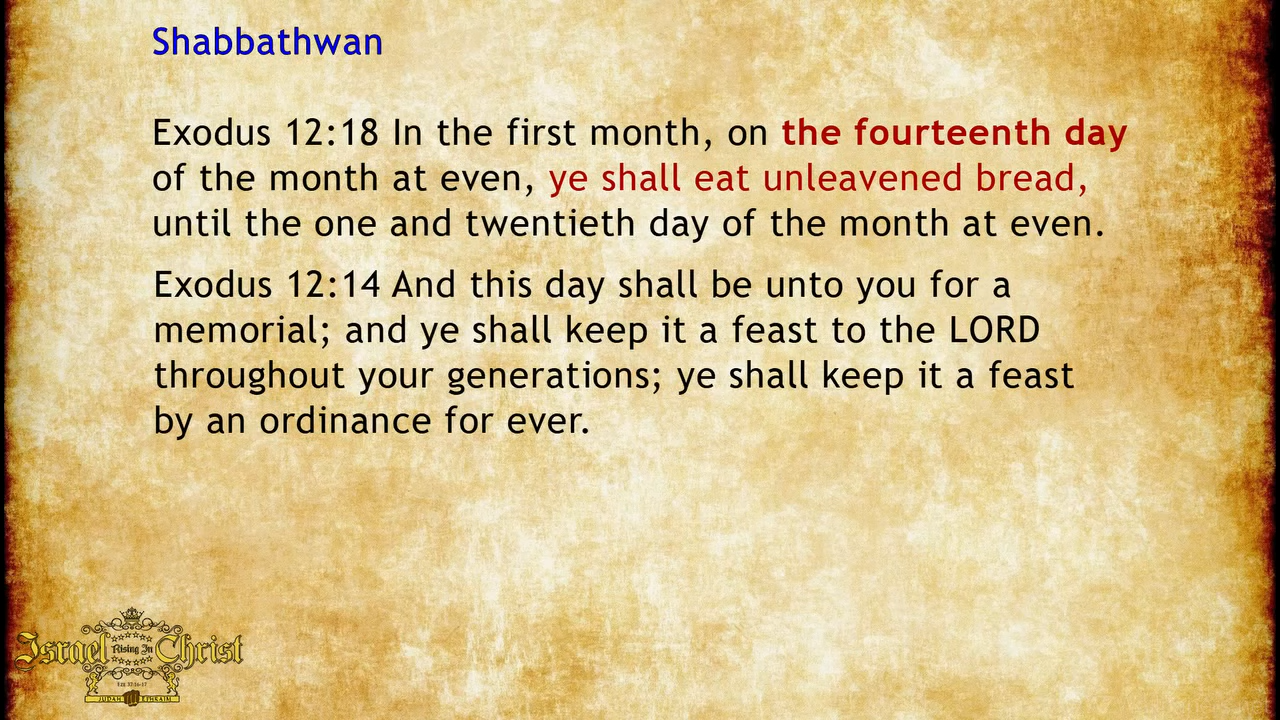 Shabbathwan
Exodus 12:18 In the first month, on the fourteenth day
of the month at even, ye shall eat unleavened bread,
until the one and twentieth day of the month at even.
Exodus 12:14 And this day shall be unto you for a
memorial; and ye shall keep it a feast to the LORD
throughout your generations; ye shall keep it a feast
by an ordinance for ever.
Israel Rising In Christ
JUDAH EPHRAIM